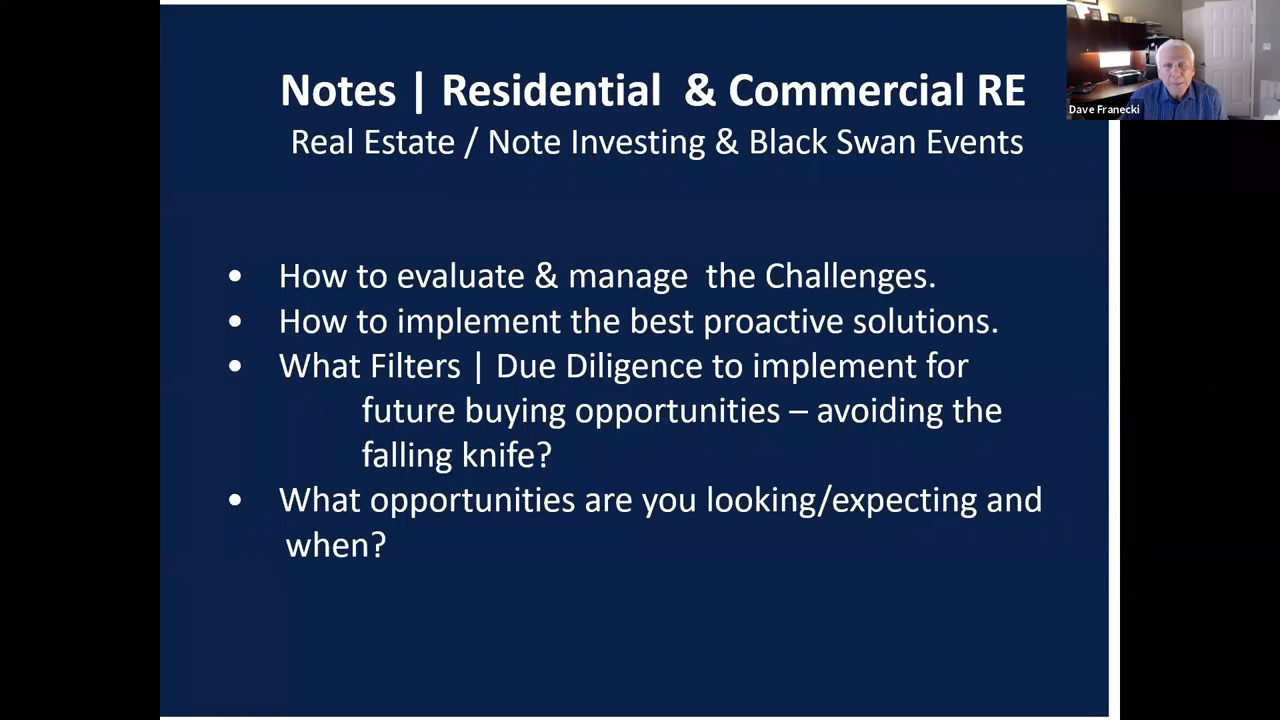 Notes | Residential & Commercial RE
Real Estate / Note Investing & Black Swan Events
• How to evaluate & manage the Challenges.
• How to implement the best proactive solutions.
• What Filters | Due Diligence to implement for
future buying opportunities – avoiding the
falling knife?
• What opportunities are you looking/expecting and
when?
Dave Franecki